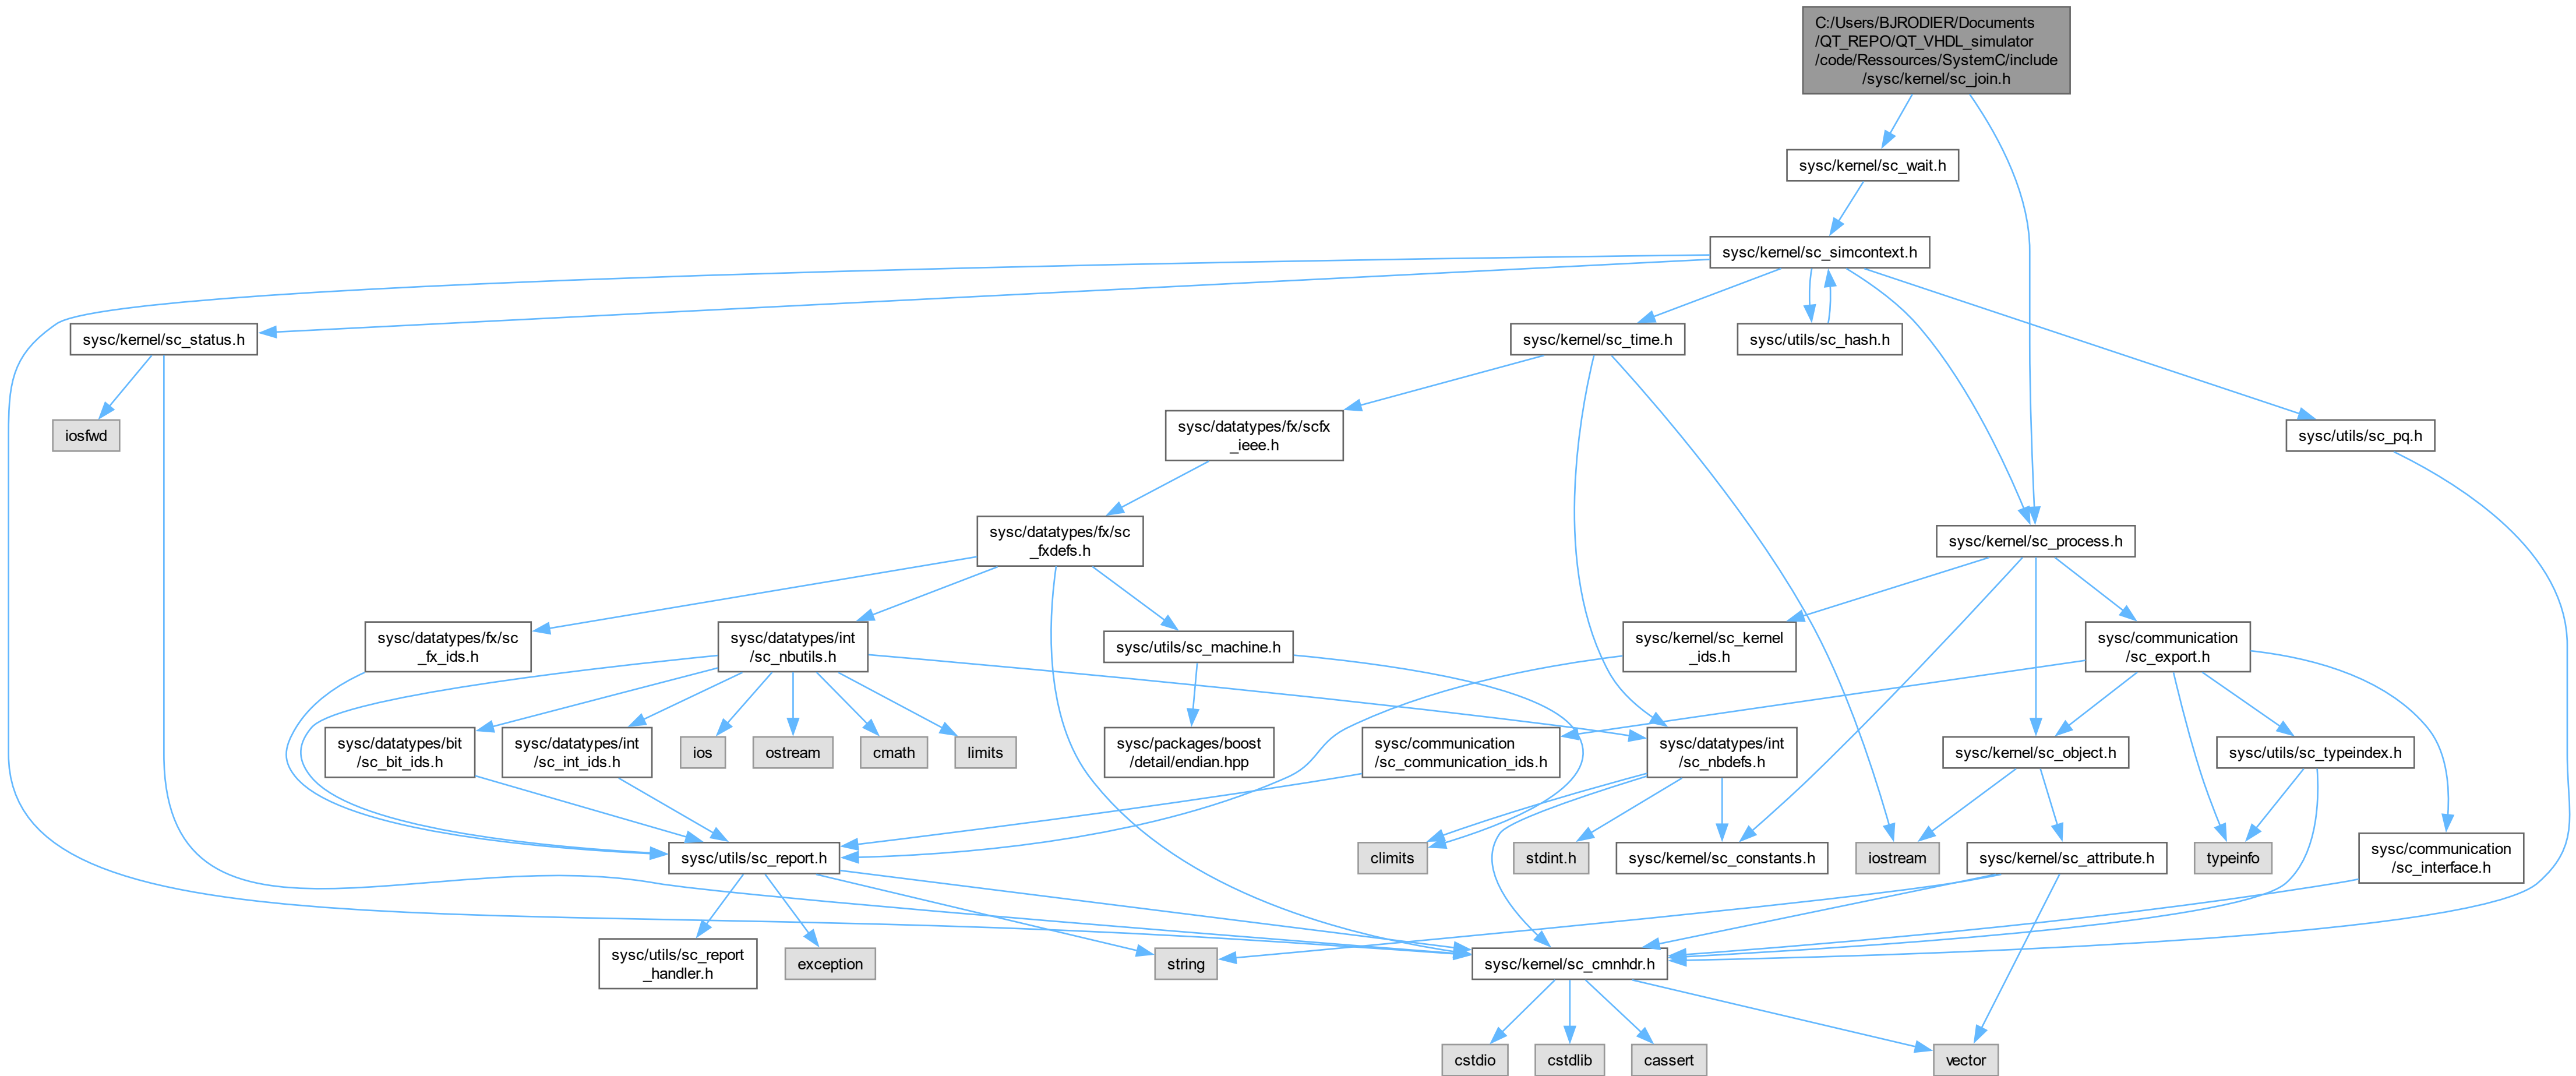 C:/Users/BJRODIER/Documents
/QT_REPO/QT_VHDL_simulator
/code/Ressources/SystemC/include
/sysc/kernel/sc_join.h
sysc/kernel/sc_wait.h
sysc/kernel/sc_simcontext.h
sysc/kernel/sc_status.h
sysc/kernel/sc_time.h
sysc/utils/sc_hash.h
iosfwd
sysc/datatypes/fx/scfx
_ieee.h
sysc/utils/sc_pq.h
sysc/datatypes/fx/sc
_fxdefs.h
sysc/kernel/sc_process.h
sysc/datatypes/fx/sc
_fx_ids.h
sysc/datatypes/int
/sc_nbutils.h
sysc/utils/sc_machine.h
sysc/kernel/sc_kernel
_ids.h
sysc/communication
/sc_export.h
sysc/datatypes/bit
/sc_bit_ids.h
sysc/datatypes/int
/sc_int_ids.h
ios
ostream
cmath
limits
sysc/packages/boost
/detail/endian.hpp
sysc/communication
/sc_communication_ids.h
sysc/datatypes/int
/sc_nbdefs.h
sysc/kernel/sc_object.h
sysc/utils/sc_typeindex.h
sysc/utils/sc_report.h
climits
stdint.h
sysc/kernel/sc_constants.h
iostream
sysc/kernel/sc_attribute.h
typeinfo
sysc/communication
/sc_interface.h
sysc/utils/sc_report
_handler.h
exception
string
sysc/kernel/sc_cmnhdr.h
cstdio
cstdlib
cassert
vector